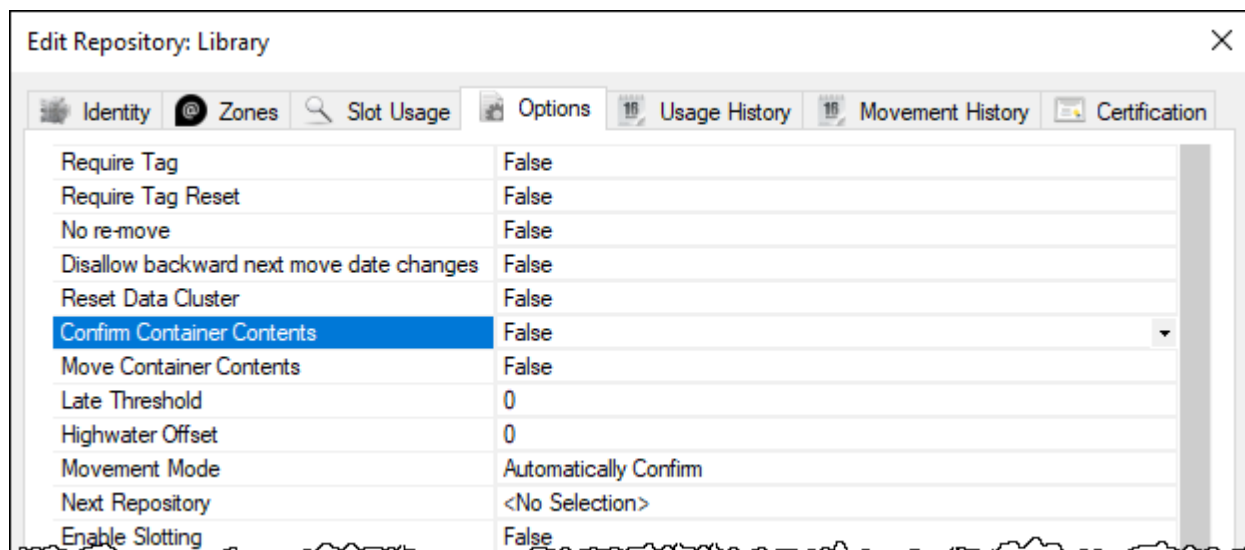 Edit Repository: Library
Identity Zones Slot Usage Options Usage History Movement History Certification
Require Tag False
Require Tag Reset False
No re-move False
Disallow backward next move date changes False
Reset Data Cluster False
Confirm Container Contents False
Move Container Contents False
Late Threshold 0
Highwater Offset 0
Movement Mode Automatically Confirm
Next Repository <No Selection>
Enable Slotting False